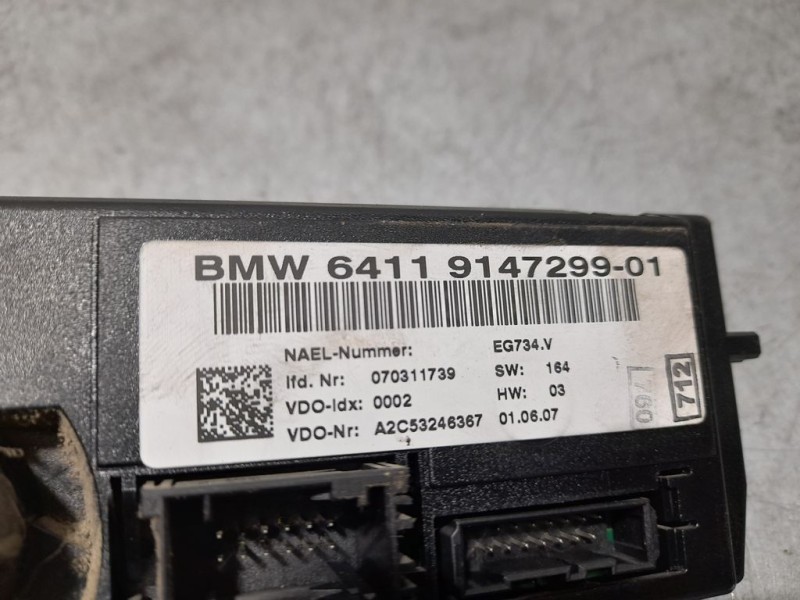 BMW 6411 9147299-01
NAEL-Nummer: EG734.V
lfd. Nr: 070311739 SW: 164
VDO-Idx: 0002 HW: 03
VDO-Nr: A2C53246367 01.06.07
760
712